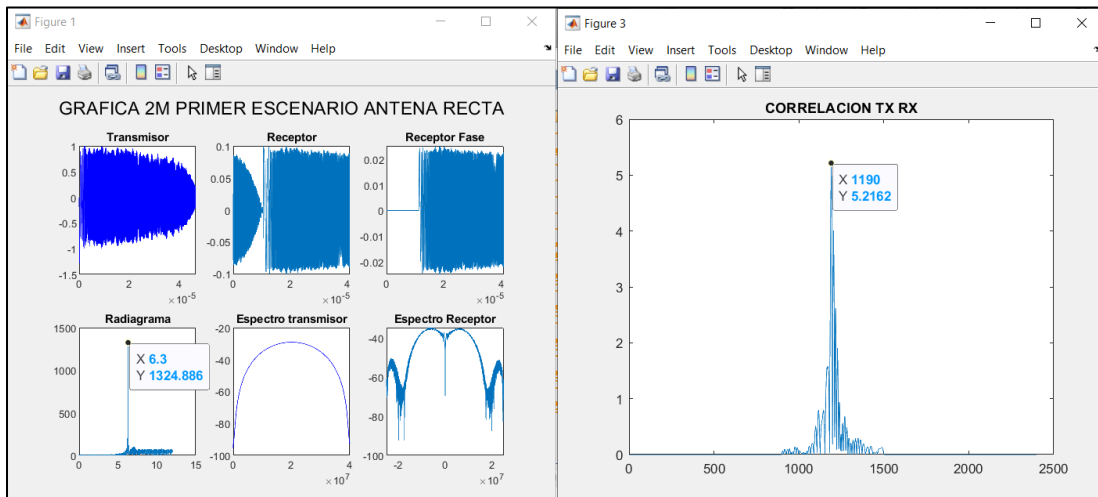 Figure 1
File Edit View Insert Tools Desktop Window Help
GRAFICA 2M PRIMER ESCENARIO ANTENA RECTA
Transmisor
1
0.5
0
-0.5
-1
-1.5
0 2 4
× 10^-5
Receptor
0.1
0.05
0
-0.05
-0.1
0 2 4
× 10^-5
Receptor Fase
0.02
0.01
0
-0.01
-0.02
0 2 4
× 10^-5
Radiagrama
1500
1000
500
0
0 5 10 15
X 6.3
Y 1324.886
Espectro transmisor
-20
-40
-60
-80
-100
0 2 4
× 10^7
Espectro Receptor
-40
-60
-80
-100
-2 0 2
× 10^7
Figure 3
File Edit View Insert Tools Desktop Window Help
CORRELACION TX RX
6
5
4
3
2
1
0
0 500 1000 1500 2000 2500
X 1190
Y 5.2162